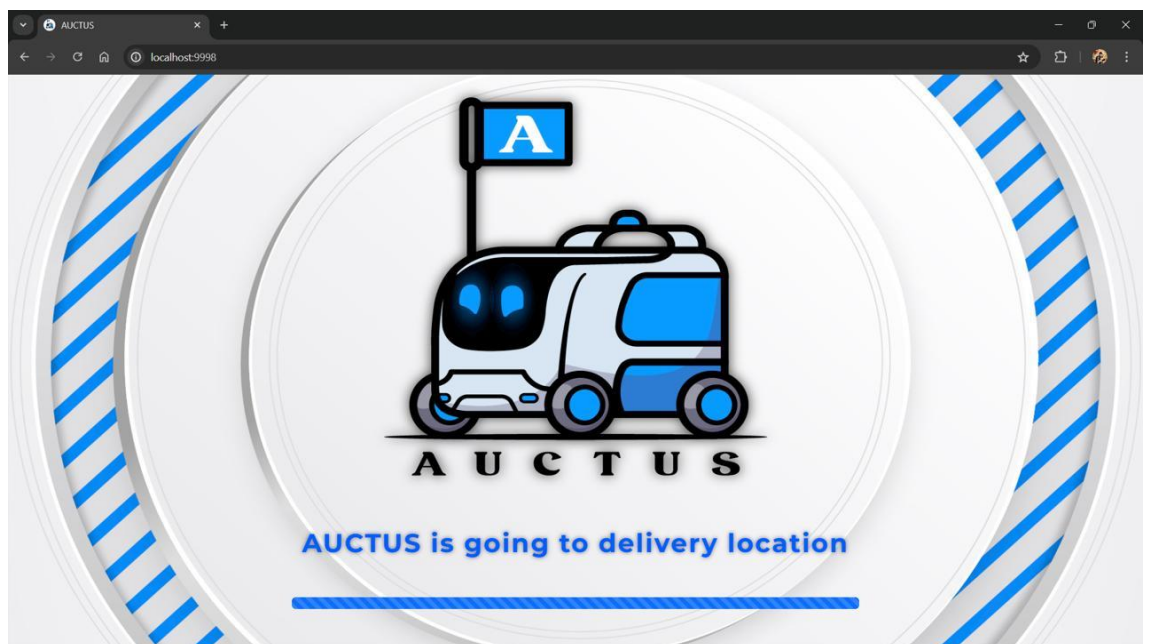 AUCTUS
localhost:9998
A
AUCTUS
AUCTUS is going to delivery location